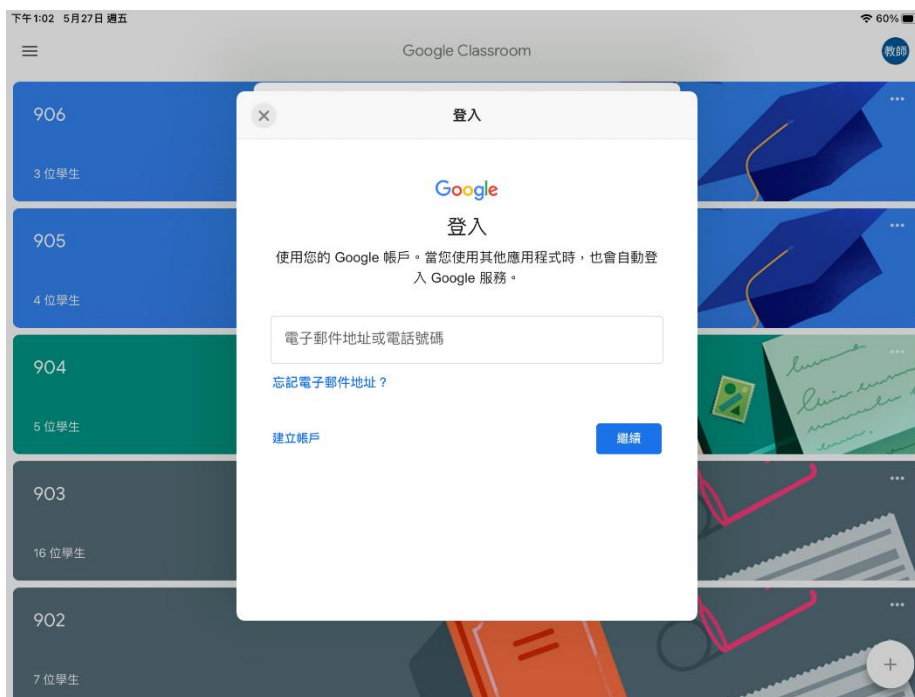 下午1:02 5月27日 週五
60%
Google Classroom
教師
906
3 位學生
905
4 位學生
904
5 位學生
903
16 位學生
902
7 位學生
登入
Google
登入
使用您的 Google 帳戶。當您使用其他應用程式時，也會自動登
入 Google 服務。
電子郵件地址或電話號碼
忘記電子郵件地址？
建立帳戶
繼續